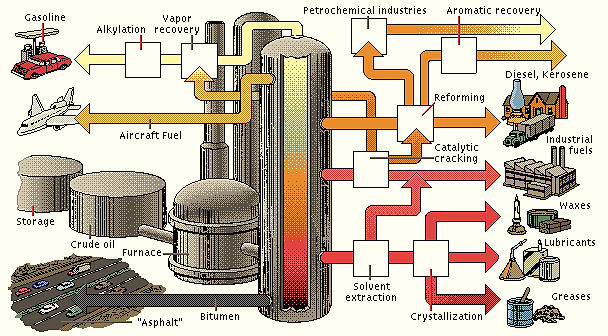 Gasoline
Alkylation
Vapor
recovery
Petrochemical industries
Aromatic recovery
Diesel, Kerosene
Aircraft Fuel
Reforming
Industrial
fuels
Catalytic
cracking
Storage
Crude oil
Furnace
Waxes
Lubricants
Solvent
extraction
Crystallization
Greases
"Asphalt"
Bitumen